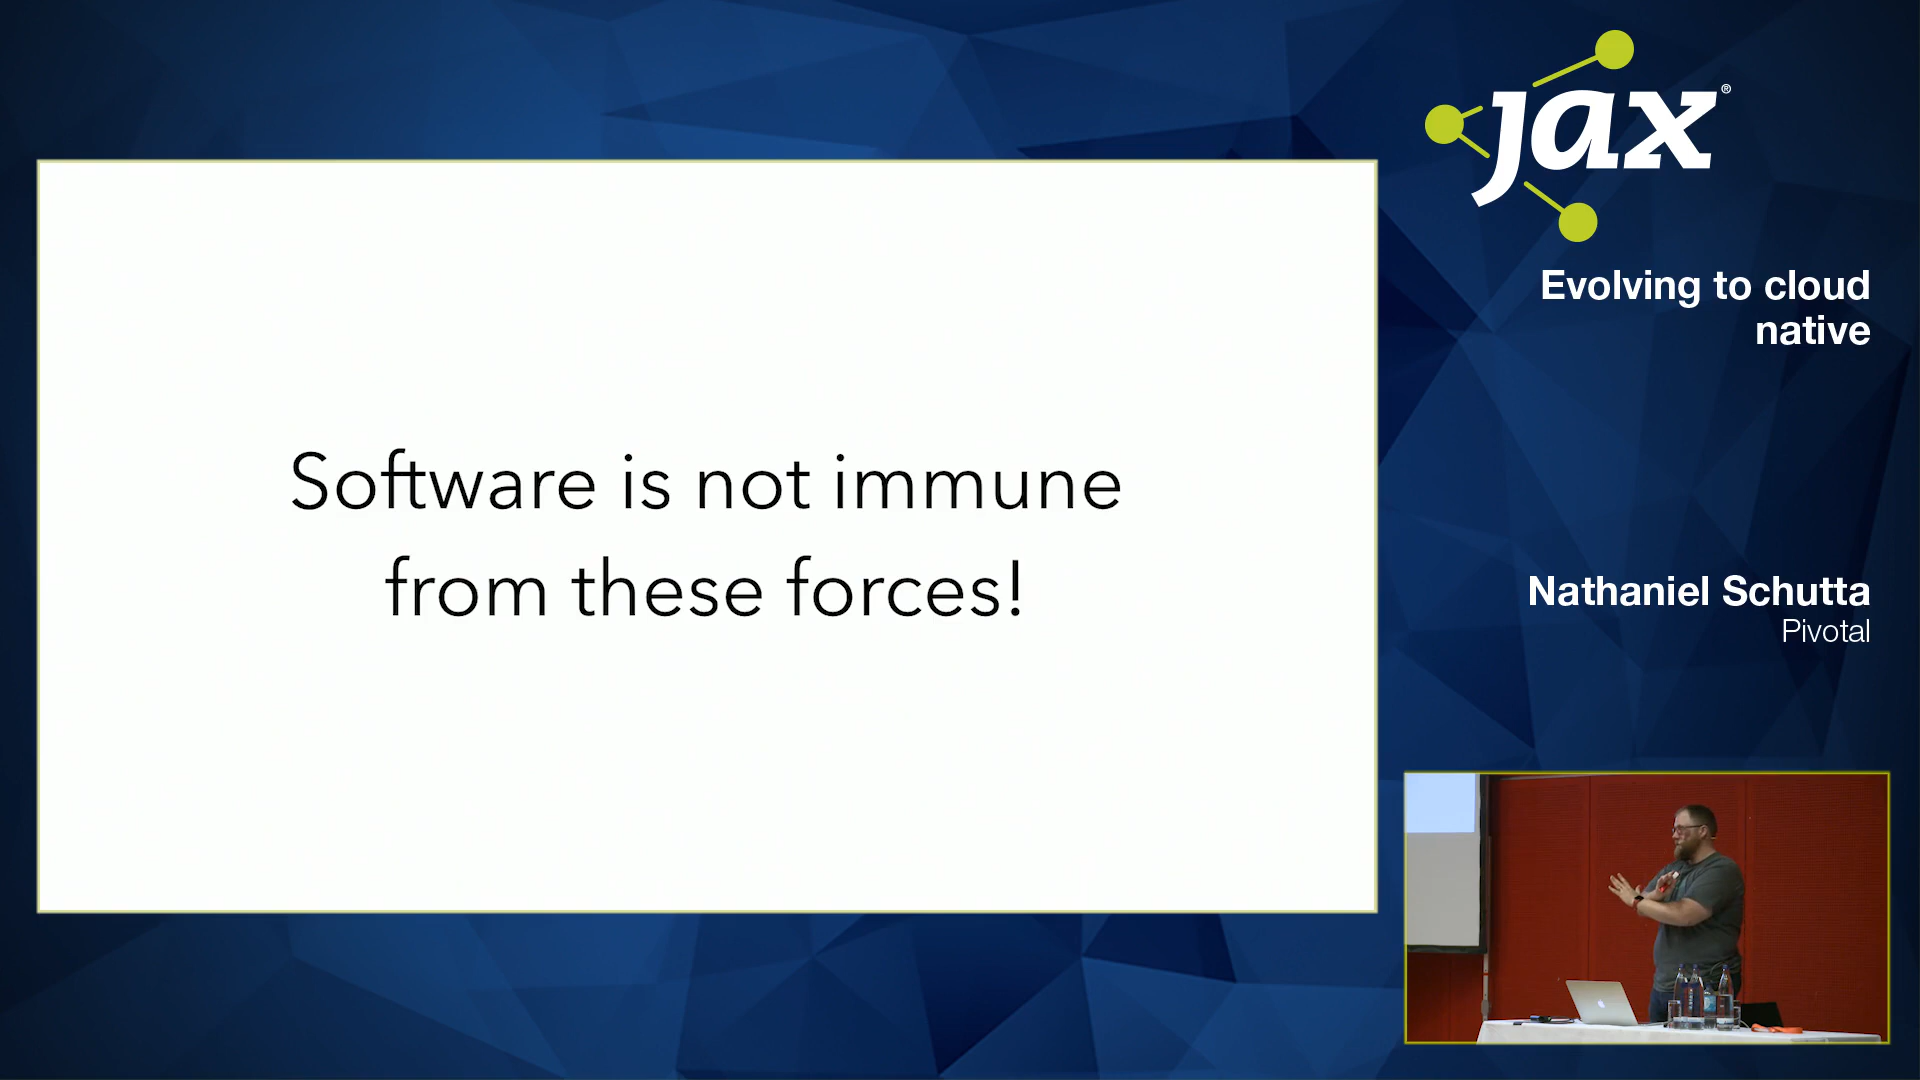 jax®
Evolving to cloud
native
Software is not immune
from these forces!
Nathaniel Schutta
Pivotal